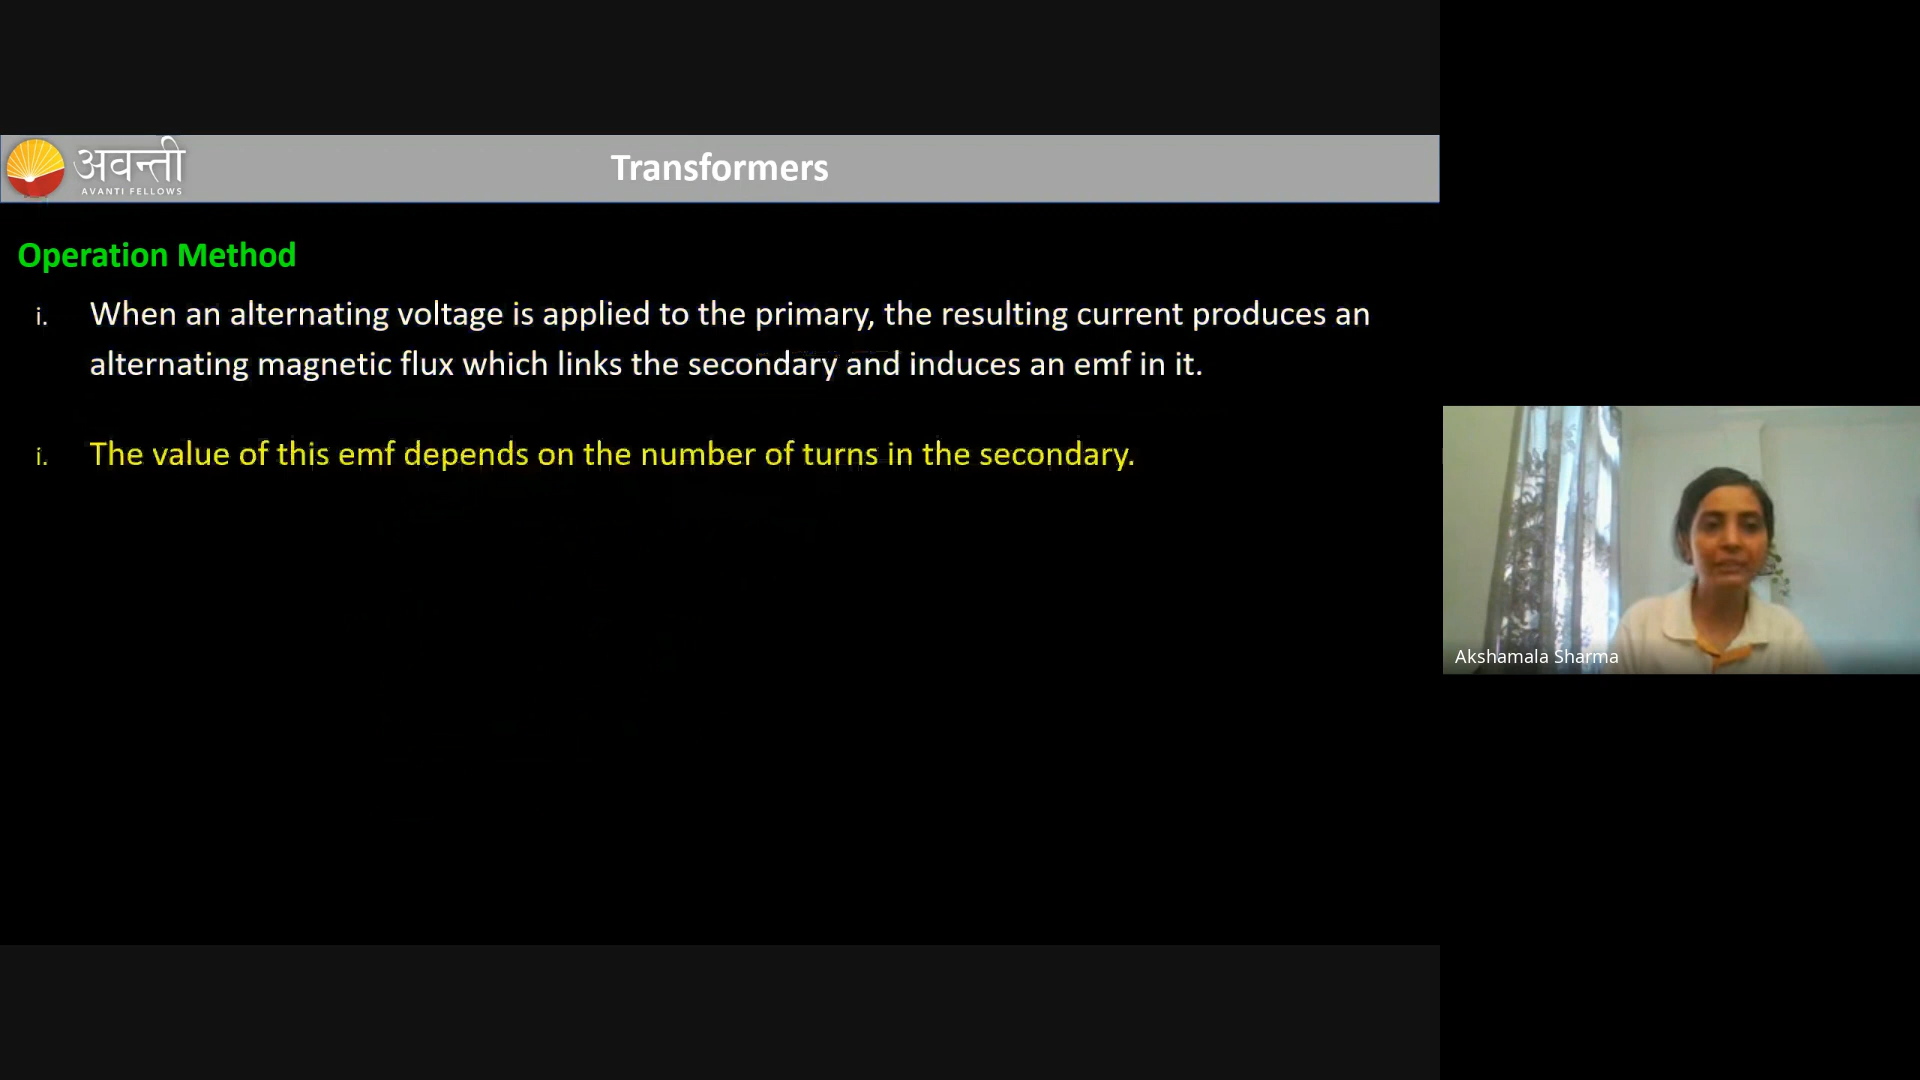 अवन्ती
AVANTI FELLOWS
Transformers
Operation Method
i. When an alternating voltage is applied to the primary, the resulting current produces an
alternating magnetic flux which links the secondary and induces an emf in it.
i. The value of this emf depends on the number of turns in the secondary.
Akshamala Sharma